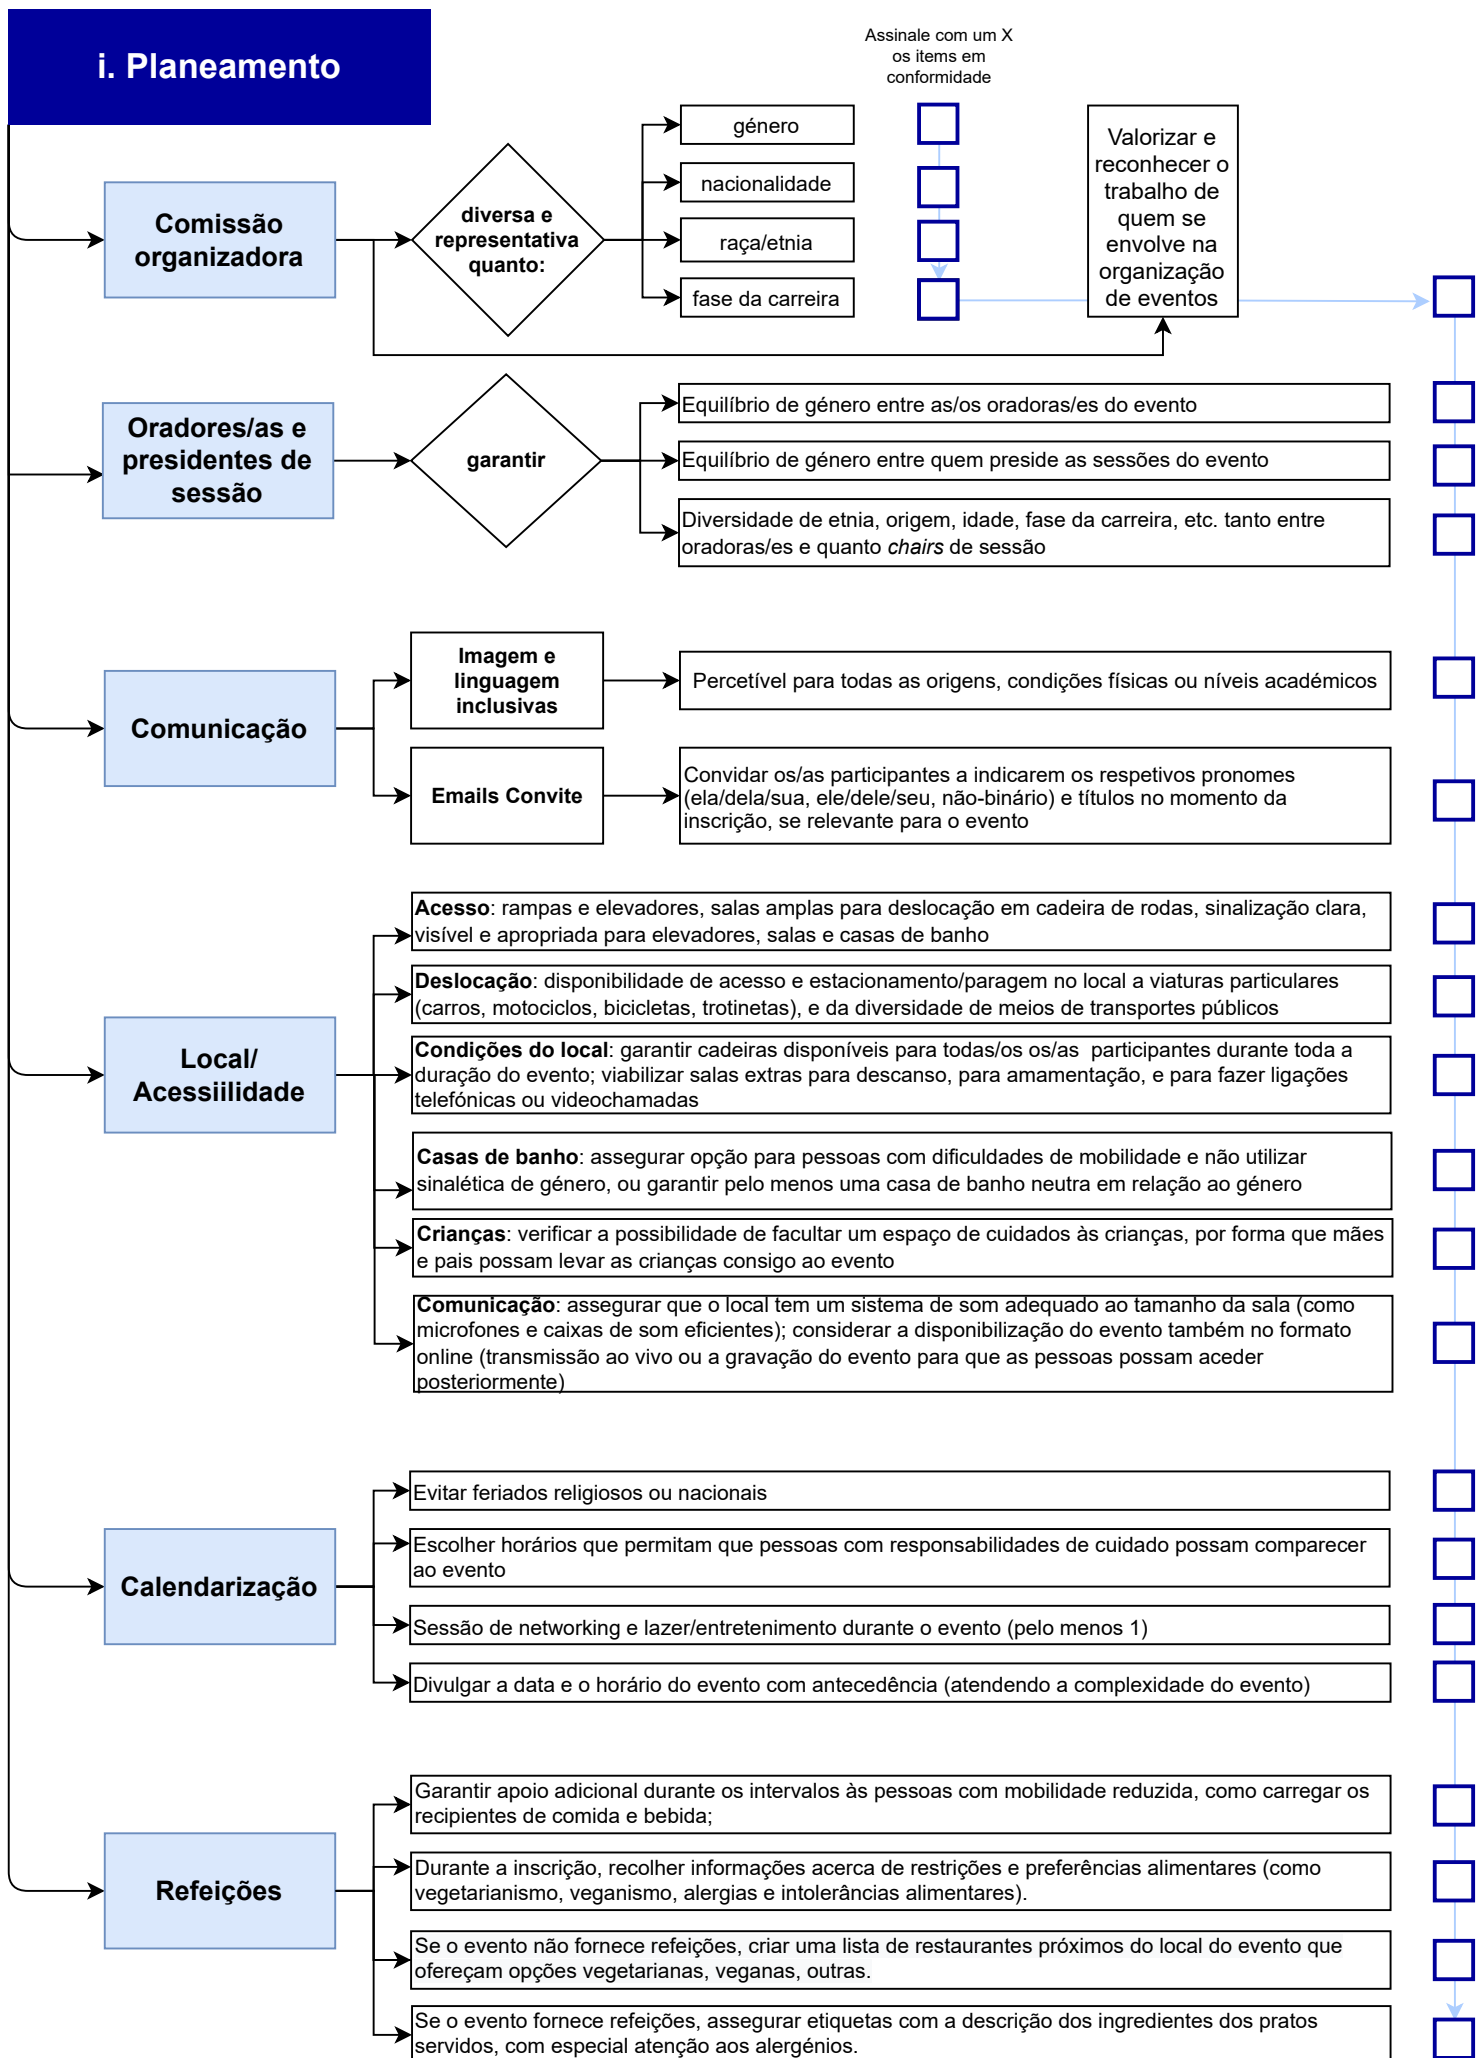 i. Planeamento
Assinale com um X
os items em
conformidade
Comissão
organizadora
diversa e
representativa
quanto:
género
nacionalidade
raça/etnia
fase da carreira
Valorizar e
reconhecer o
trabalho de
quem se
envolve na
organização
de eventos
Oradores/as e
presidentes de
sessão
garantir
Equilíbrio de género entre as/os oradoras/es do evento
Equilíbrio de género entre quem preside as sessões do evento
Diversidade de etnia, origem, idade, fase da carreira, etc. tanto entre
oradoras/es e quanto chairs de sessão
Comunicação
Imagem e
linguagem
inclusivas
Percetível para todas as origens, condições físicas ou níveis académicos
Emails Convite
Convidar os/as participantes a indicarem os respetivos pronomes
(ela/dela/sua, ele/dele/seu, não-binário) e títulos no momento da
inscrição, se relevante para o evento
Local/
Acessiilidade
Acesso: rampas e elevadores, salas amplas para deslocação em cadeira de rodas, sinalização clara,
visível e apropriada para elevadores, salas e casas de banho
Deslocação: disponibilidade de acesso e estacionamento/paragem no local a viaturas particulares
(carros, motociclos, bicicletas, trotinetas), e da diversidade de meios de transportes públicos
Condições do local: garantir cadeiras disponíveis para todas/os os/as participantes durante toda a
duração do evento; viabilizar salas extras para descanso, para amamentação, e para fazer ligações
telefónicas ou videochamadas
Casas de banho: assegurar opção para pessoas com dificuldades de mobilidade e não utilizar
sinalética de género, ou garantir pelo menos uma casa de banho neutra em relação ao género
Crianças: verificar a possibilidade de facultar um espaço de cuidados às crianças, por forma que mães
e pais possam levar as crianças consigo ao evento
Comunicação: assegurar que o local tem um sistema de som adequado ao tamanho da sala (como
microfones e caixas de som eficientes); considerar a disponibilização do evento também no formato
online (transmissão ao vivo ou a gravação do evento para que as pessoas possam aceder
posteriormente)
Calendarização
Evitar feriados religiosos ou nacionais
Escolher horários que permitam que pessoas com responsabilidades de cuidado possam comparecer
ao evento
Sessão de networking e lazer/entretenimento durante o evento (pelo menos 1)
Divulgar a data e o horário do evento com antecedência (atendendo a complexidade do evento)
Refeições
Garantir apoio adicional durante os intervalos às pessoas com mobilidade reduzida, como carregar os
recipientes de comida e bebida;
Durante a inscrição, recolher informações acerca de restrições e preferências alimentares (como
vegetarianismo, veganismo, alergias e intolerâncias alimentares).
Se o evento não fornece refeições, criar uma lista de restaurantes próximos do local do evento que
ofereçam opções vegetarianas, veganas, outras.
Se o evento fornece refeições, assegurar etiquetas com a descrição dos ingredientes dos pratos
servidos, com especial atenção aos alergénios.